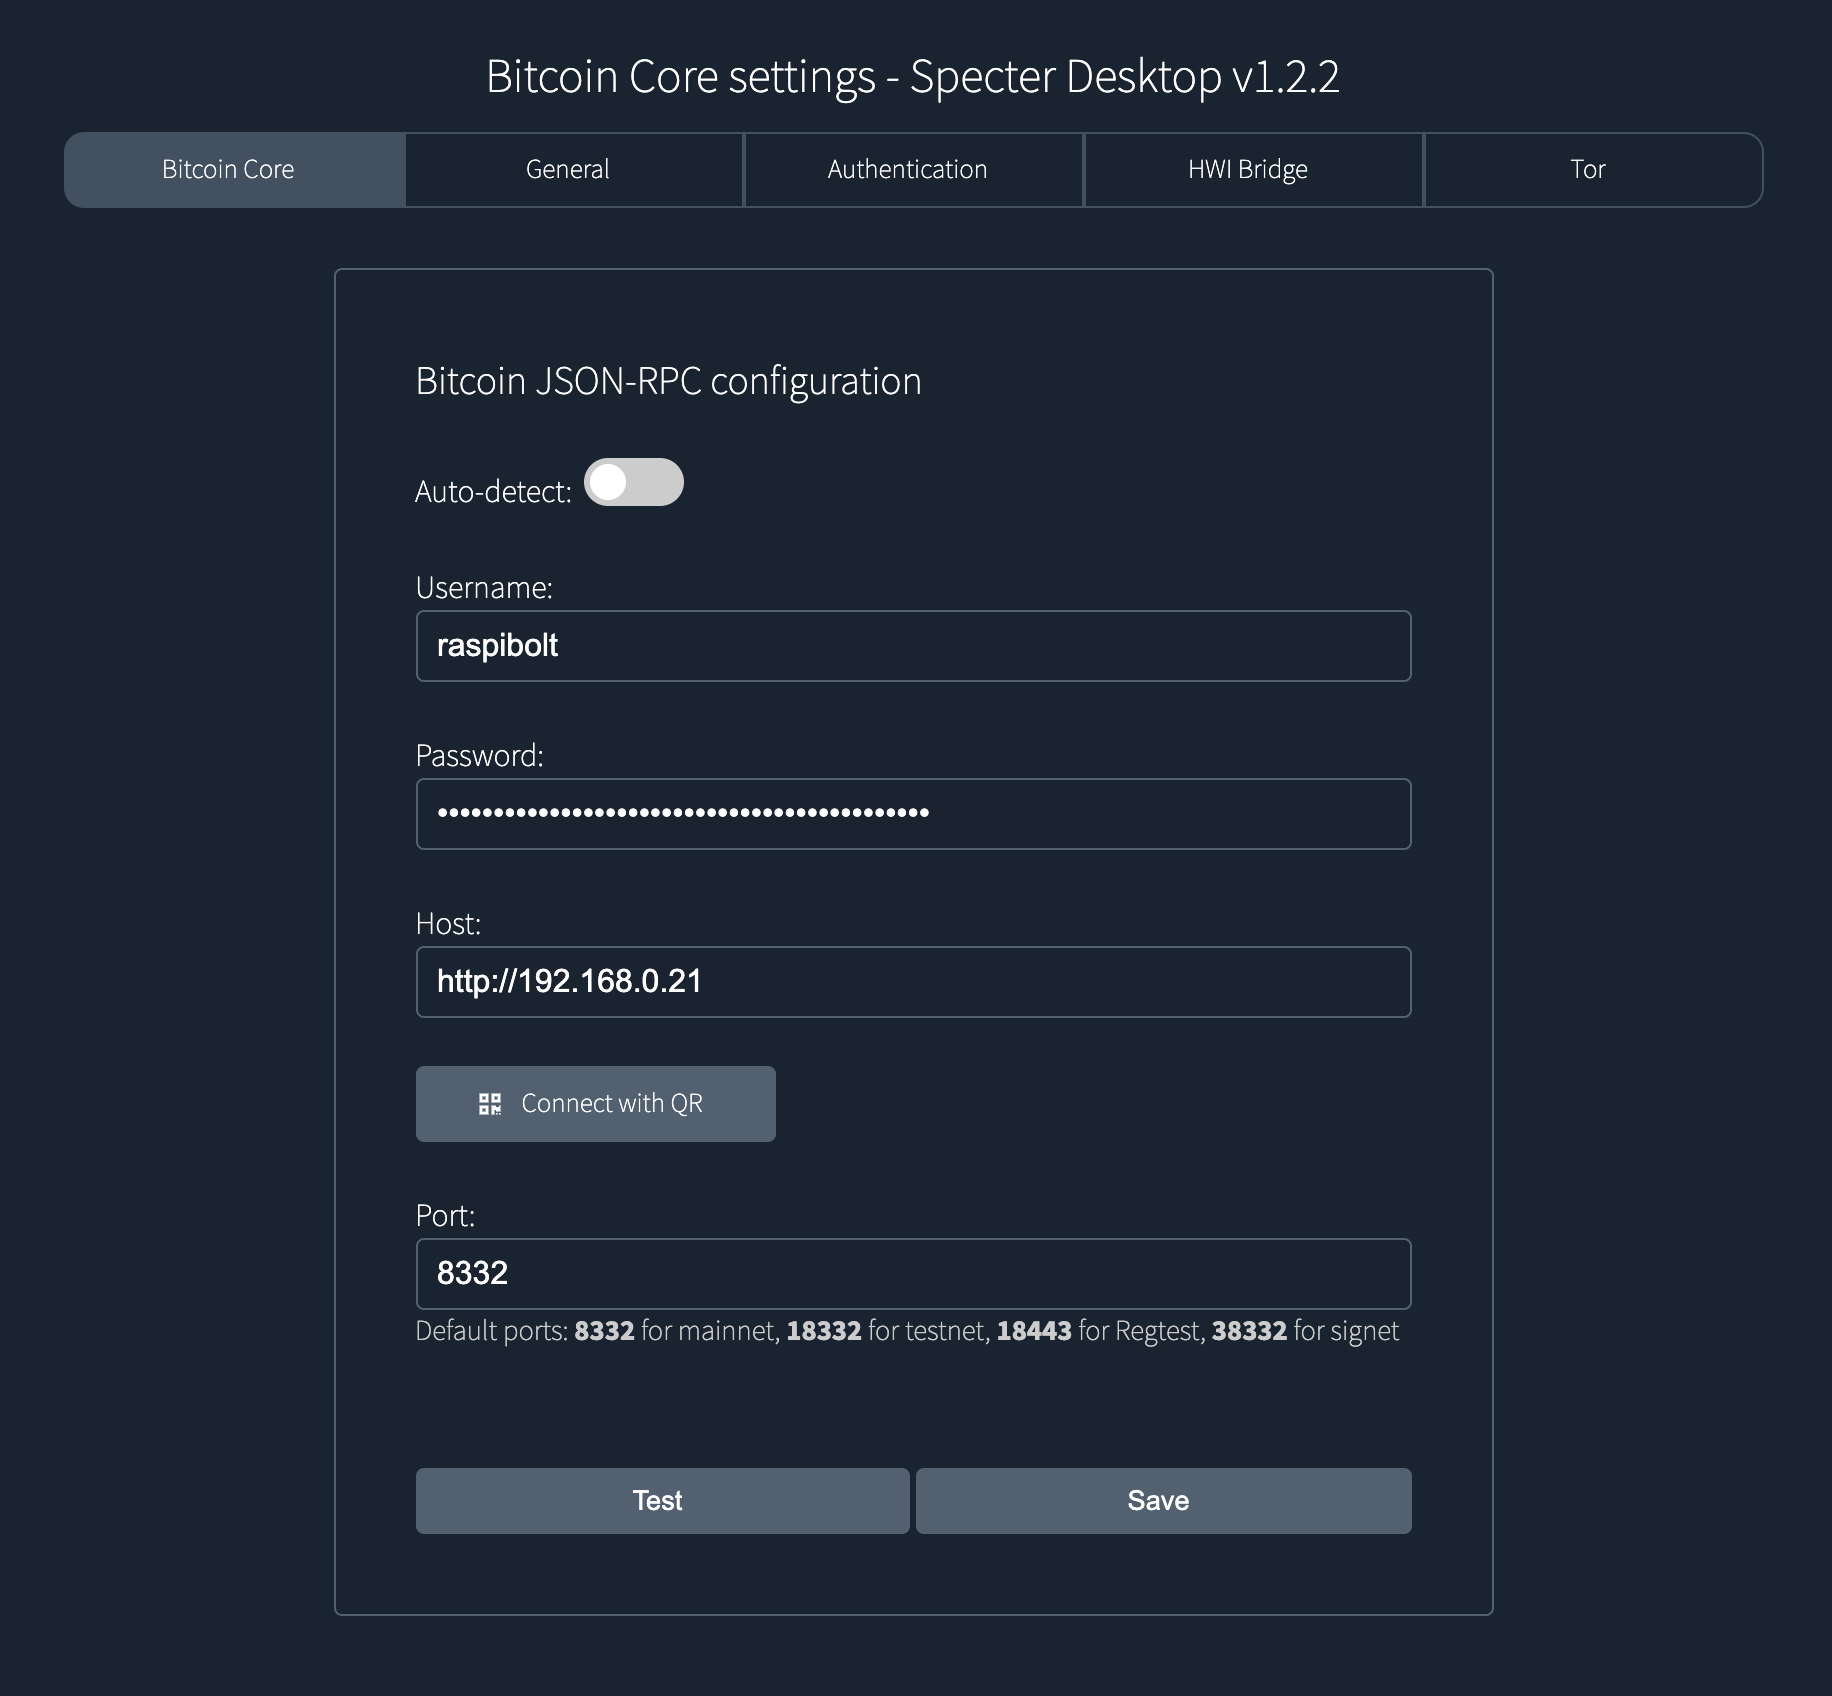 Bitcoin Core settings - Specter Desktop v1.2.2
Bitcoin Core
General
Authentication
HWI Bridge
Tor
Bitcoin JSON-RPC configuration
Auto-detect:
Username:
raspibolt
Password:
••••••••••••••••••••••••••••••••••••••••••••
Host:
http://192.168.0.21
Connect with QR
Port:
8332
Default ports: 8332 for mainnet, 18332 for testnet, 18443 for Regtest, 38332 for signet
Test
Save